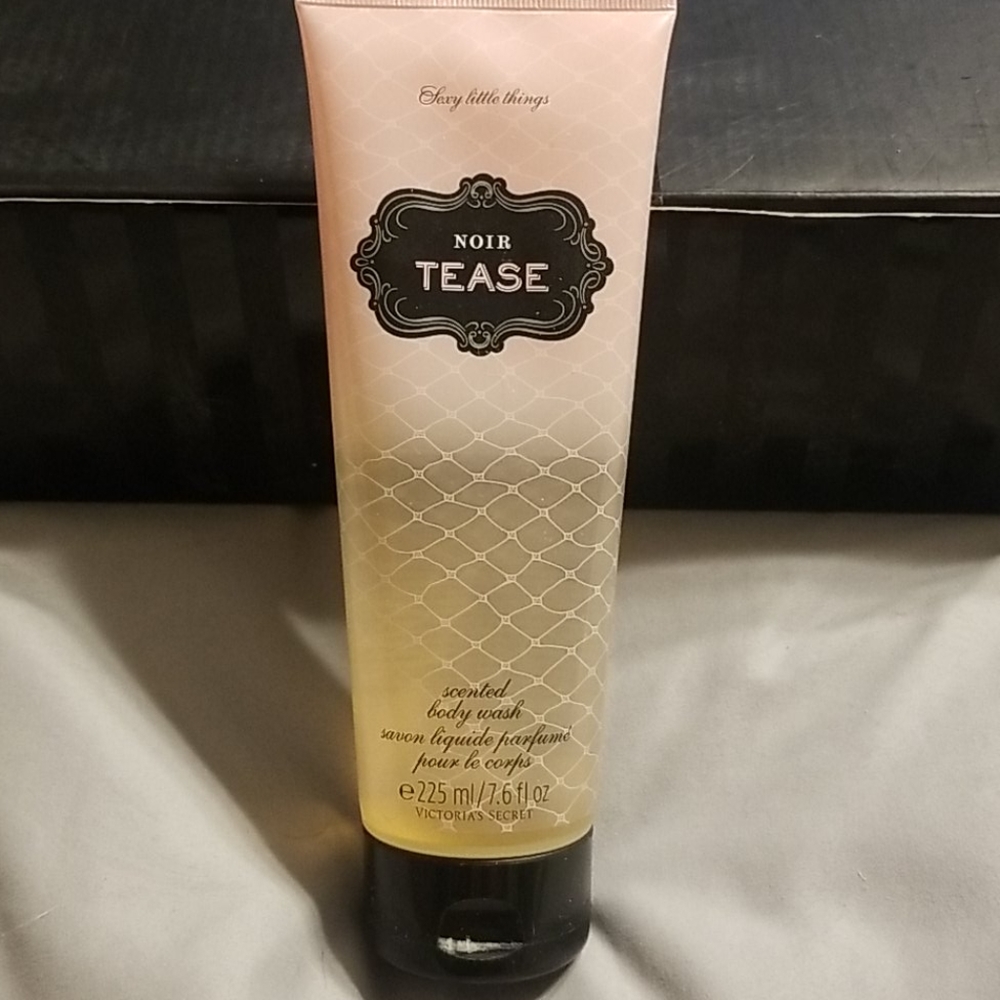 Sexy little things
NOIR
TEASE
scented
body wash
savon liquide parfumé
pour le corps
e 225 ml/7.6 fl oz
VICTORIA'S SECRET